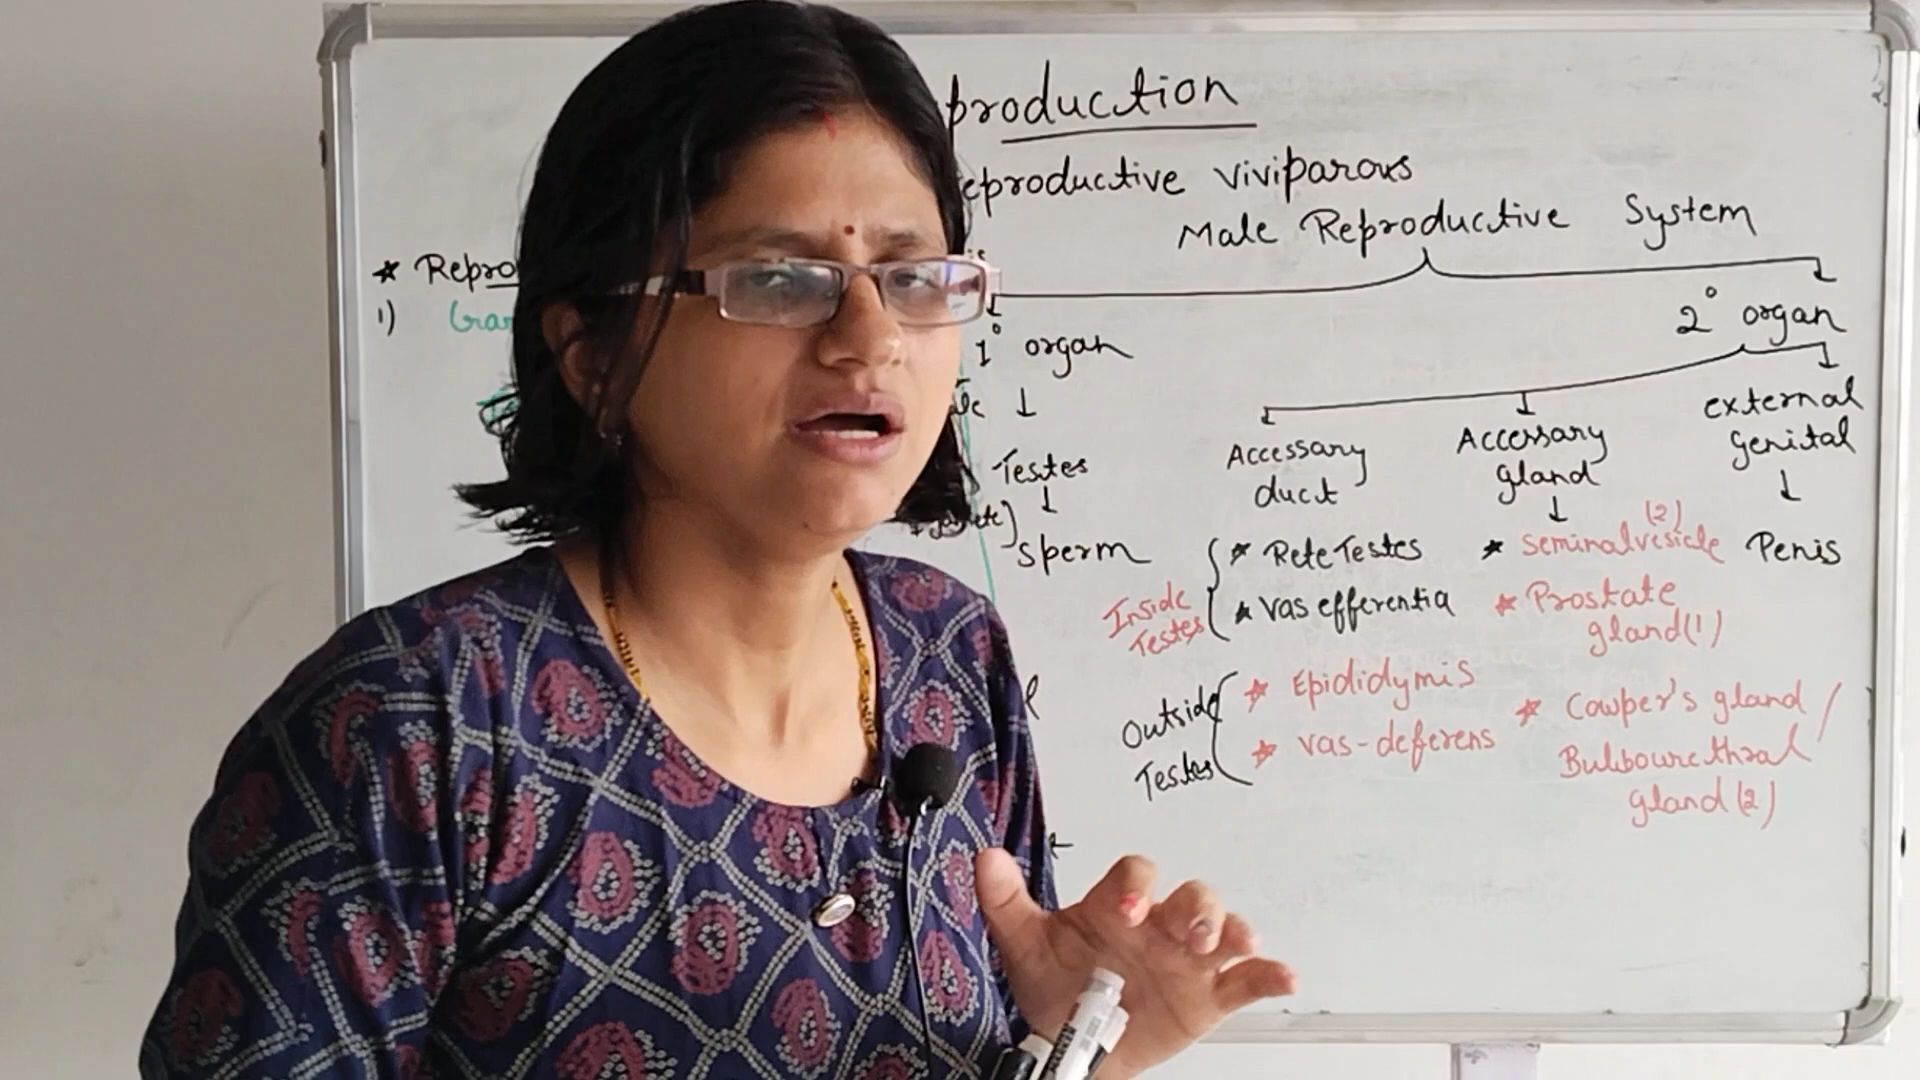 production
eproductive viviparous
Male Reproductive System
* Repro
1)
1° organ
2° organ
Testes
sperm
Accessary
duct
Inside
Testes
* Rete Testes
* vas efferentia
Outside
Testes
* Epididymis
* vas-deferens
Accessary
gland
(2)
* seminalvesicle
* Prostate
gland(1)
* Cowper's gland /
Bulbourethral
gland (2)
external
genital
Penis